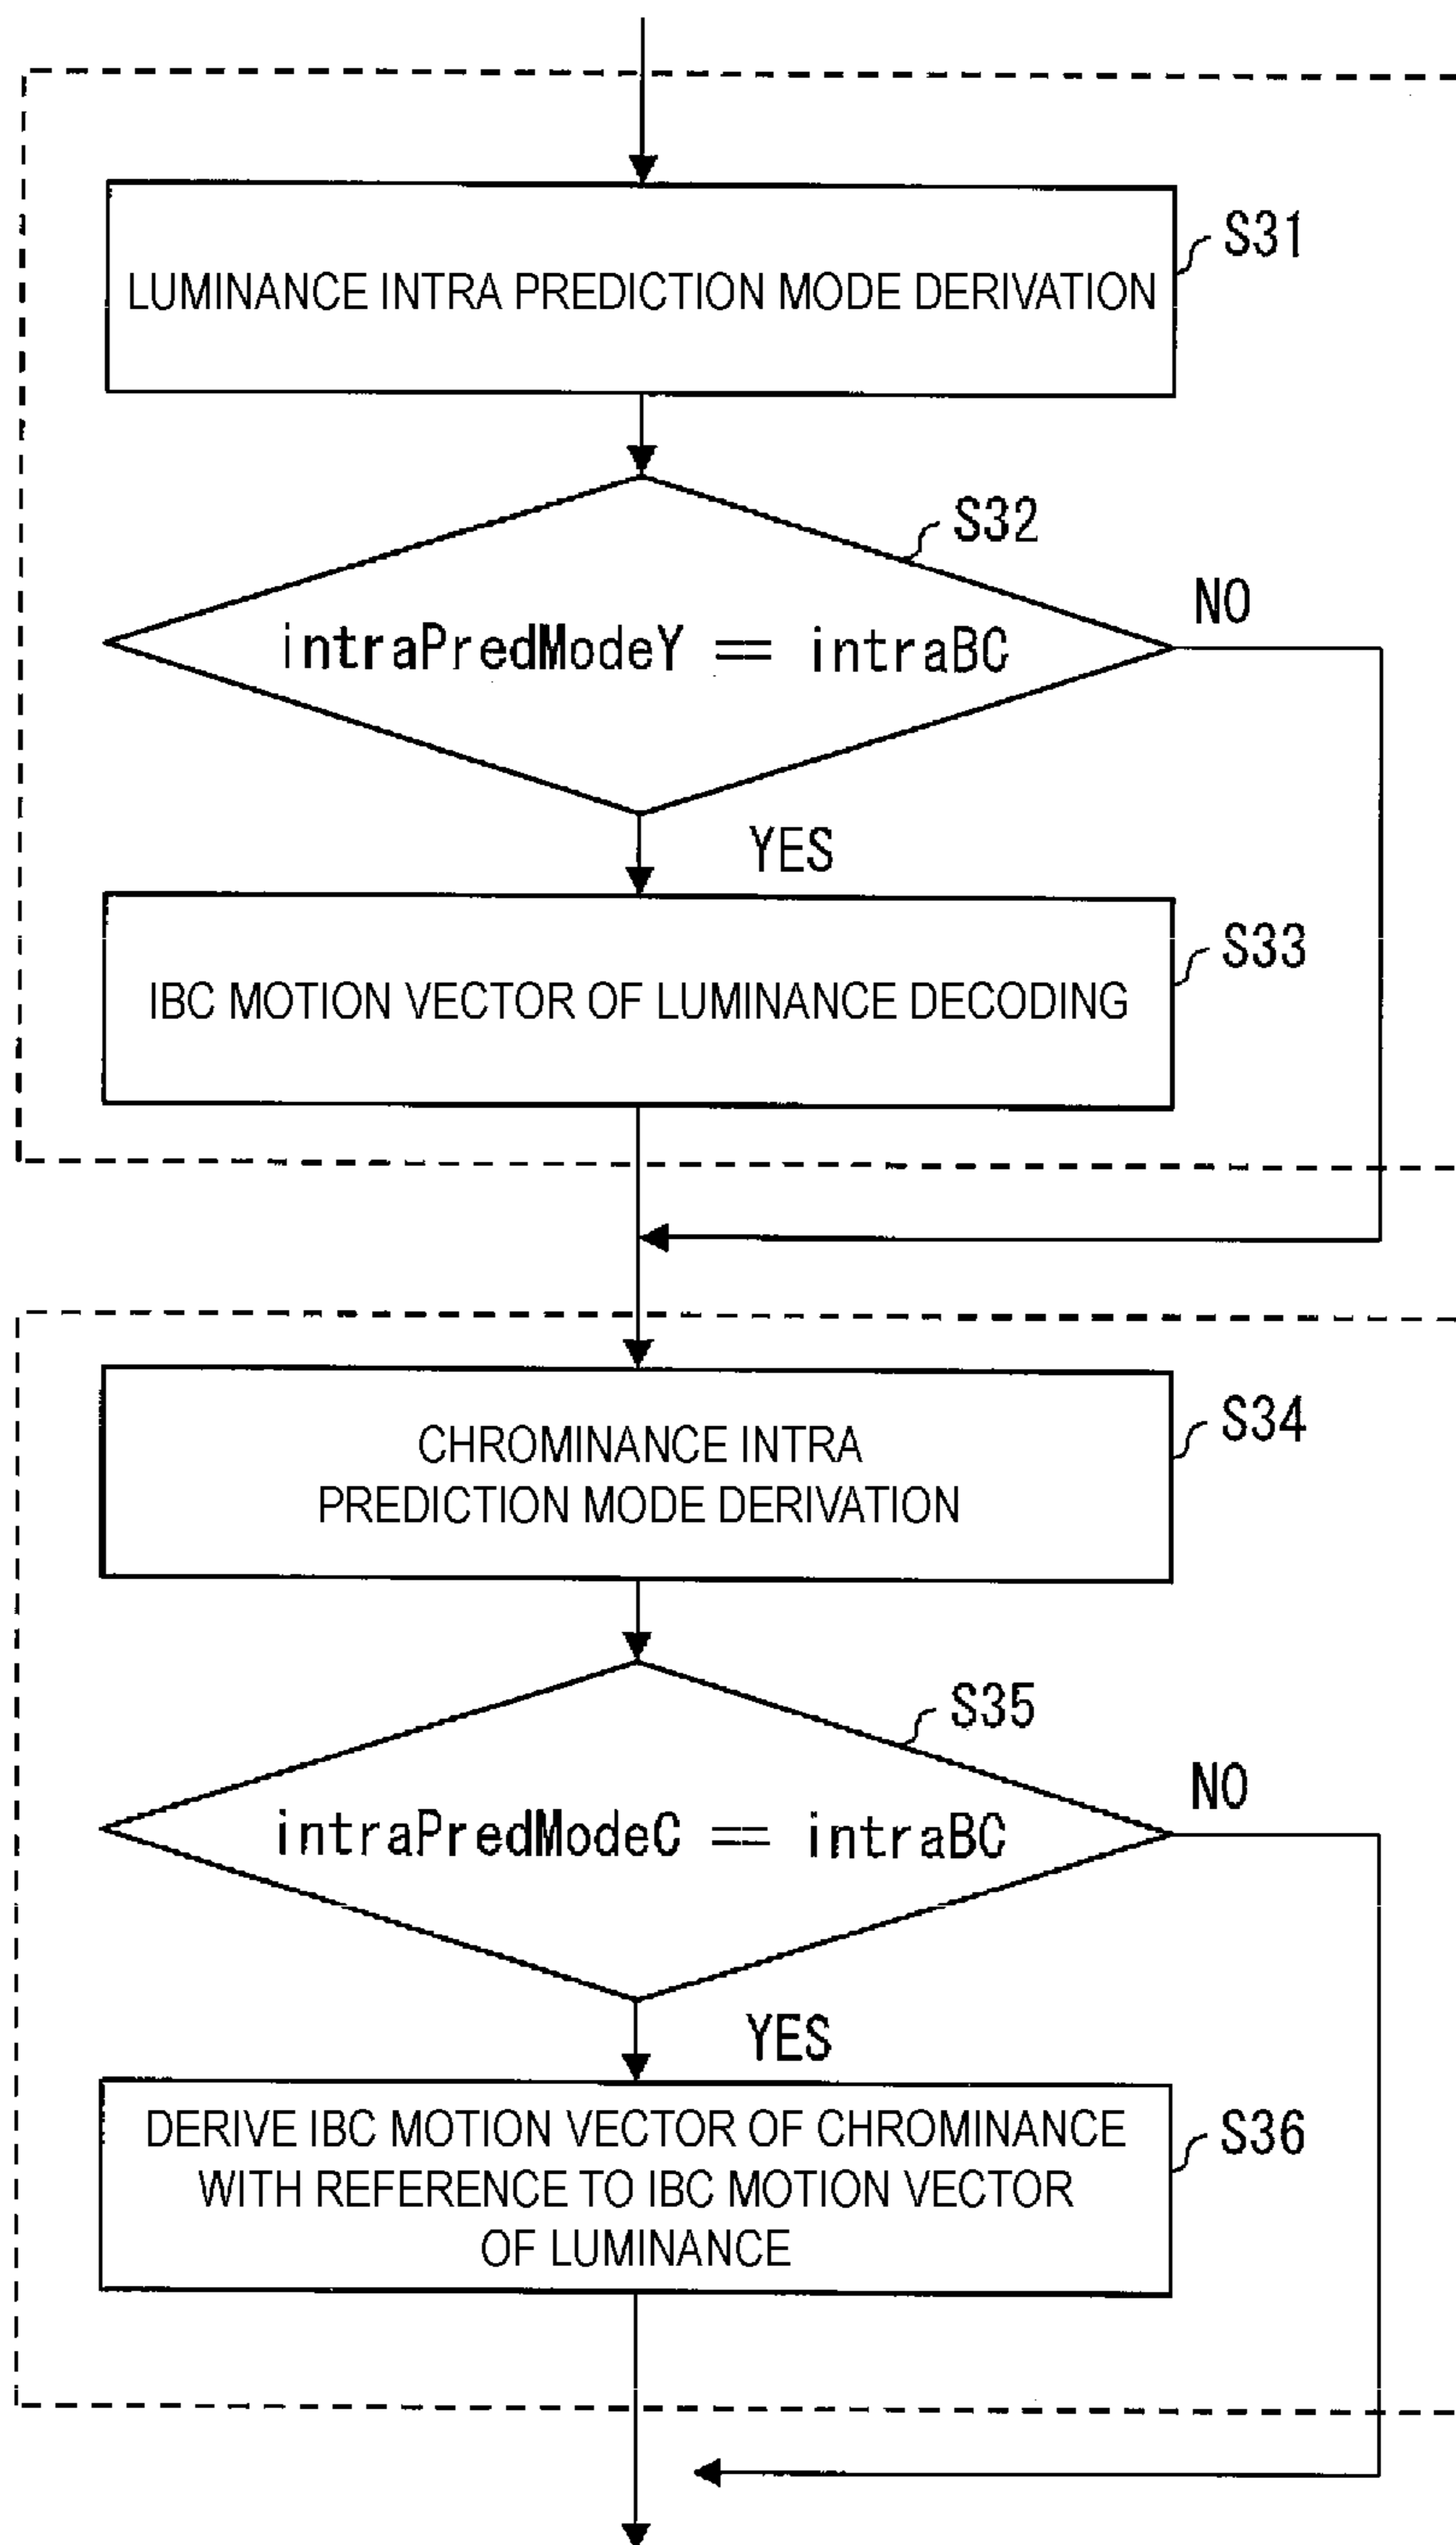 S31
LUMINANCE INTRA PREDICTION MODE DERIVATION
S32
NO
intraPredModeY == intraBC
YES
S33
IBC MOTION VECTOR OF LUMINANCE DECODING
S34
CHROMINANCE INTRA
PREDICTION MODE DERIVATION
S35
NO
intraPredModeC == intraBC
YES
S36
DERIVE IBC MOTION VECTOR OF CHROMINANCE
WITH REFERENCE TO IBC MOTION VECTOR
OF LUMINANCE